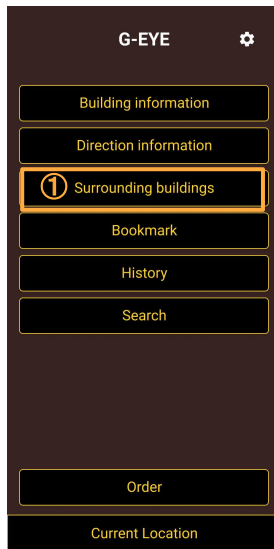 G-EYE
Building information
Direction information
① Surrounding buildings
Bookmark
History
Search
Order
Current Location